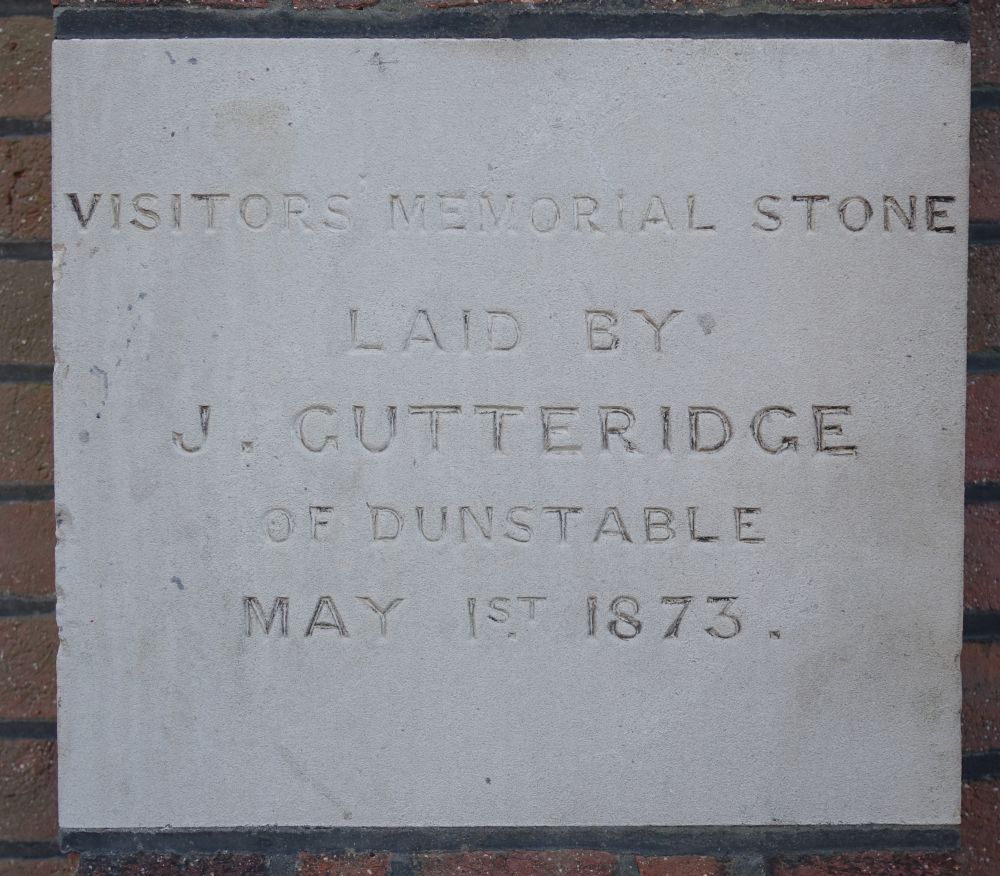 VISITORS MEMORIAL STONE
LAID BY
J. GUTTERIDGE
OF DUNSTABLE
MAY 1ST 1873.